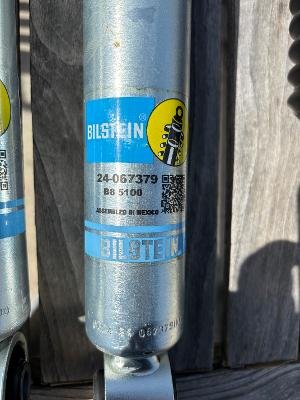 BILSTEIN®
24-067379
B8 5100
ASSEMBLED IN MEXICO
BILSTEIN